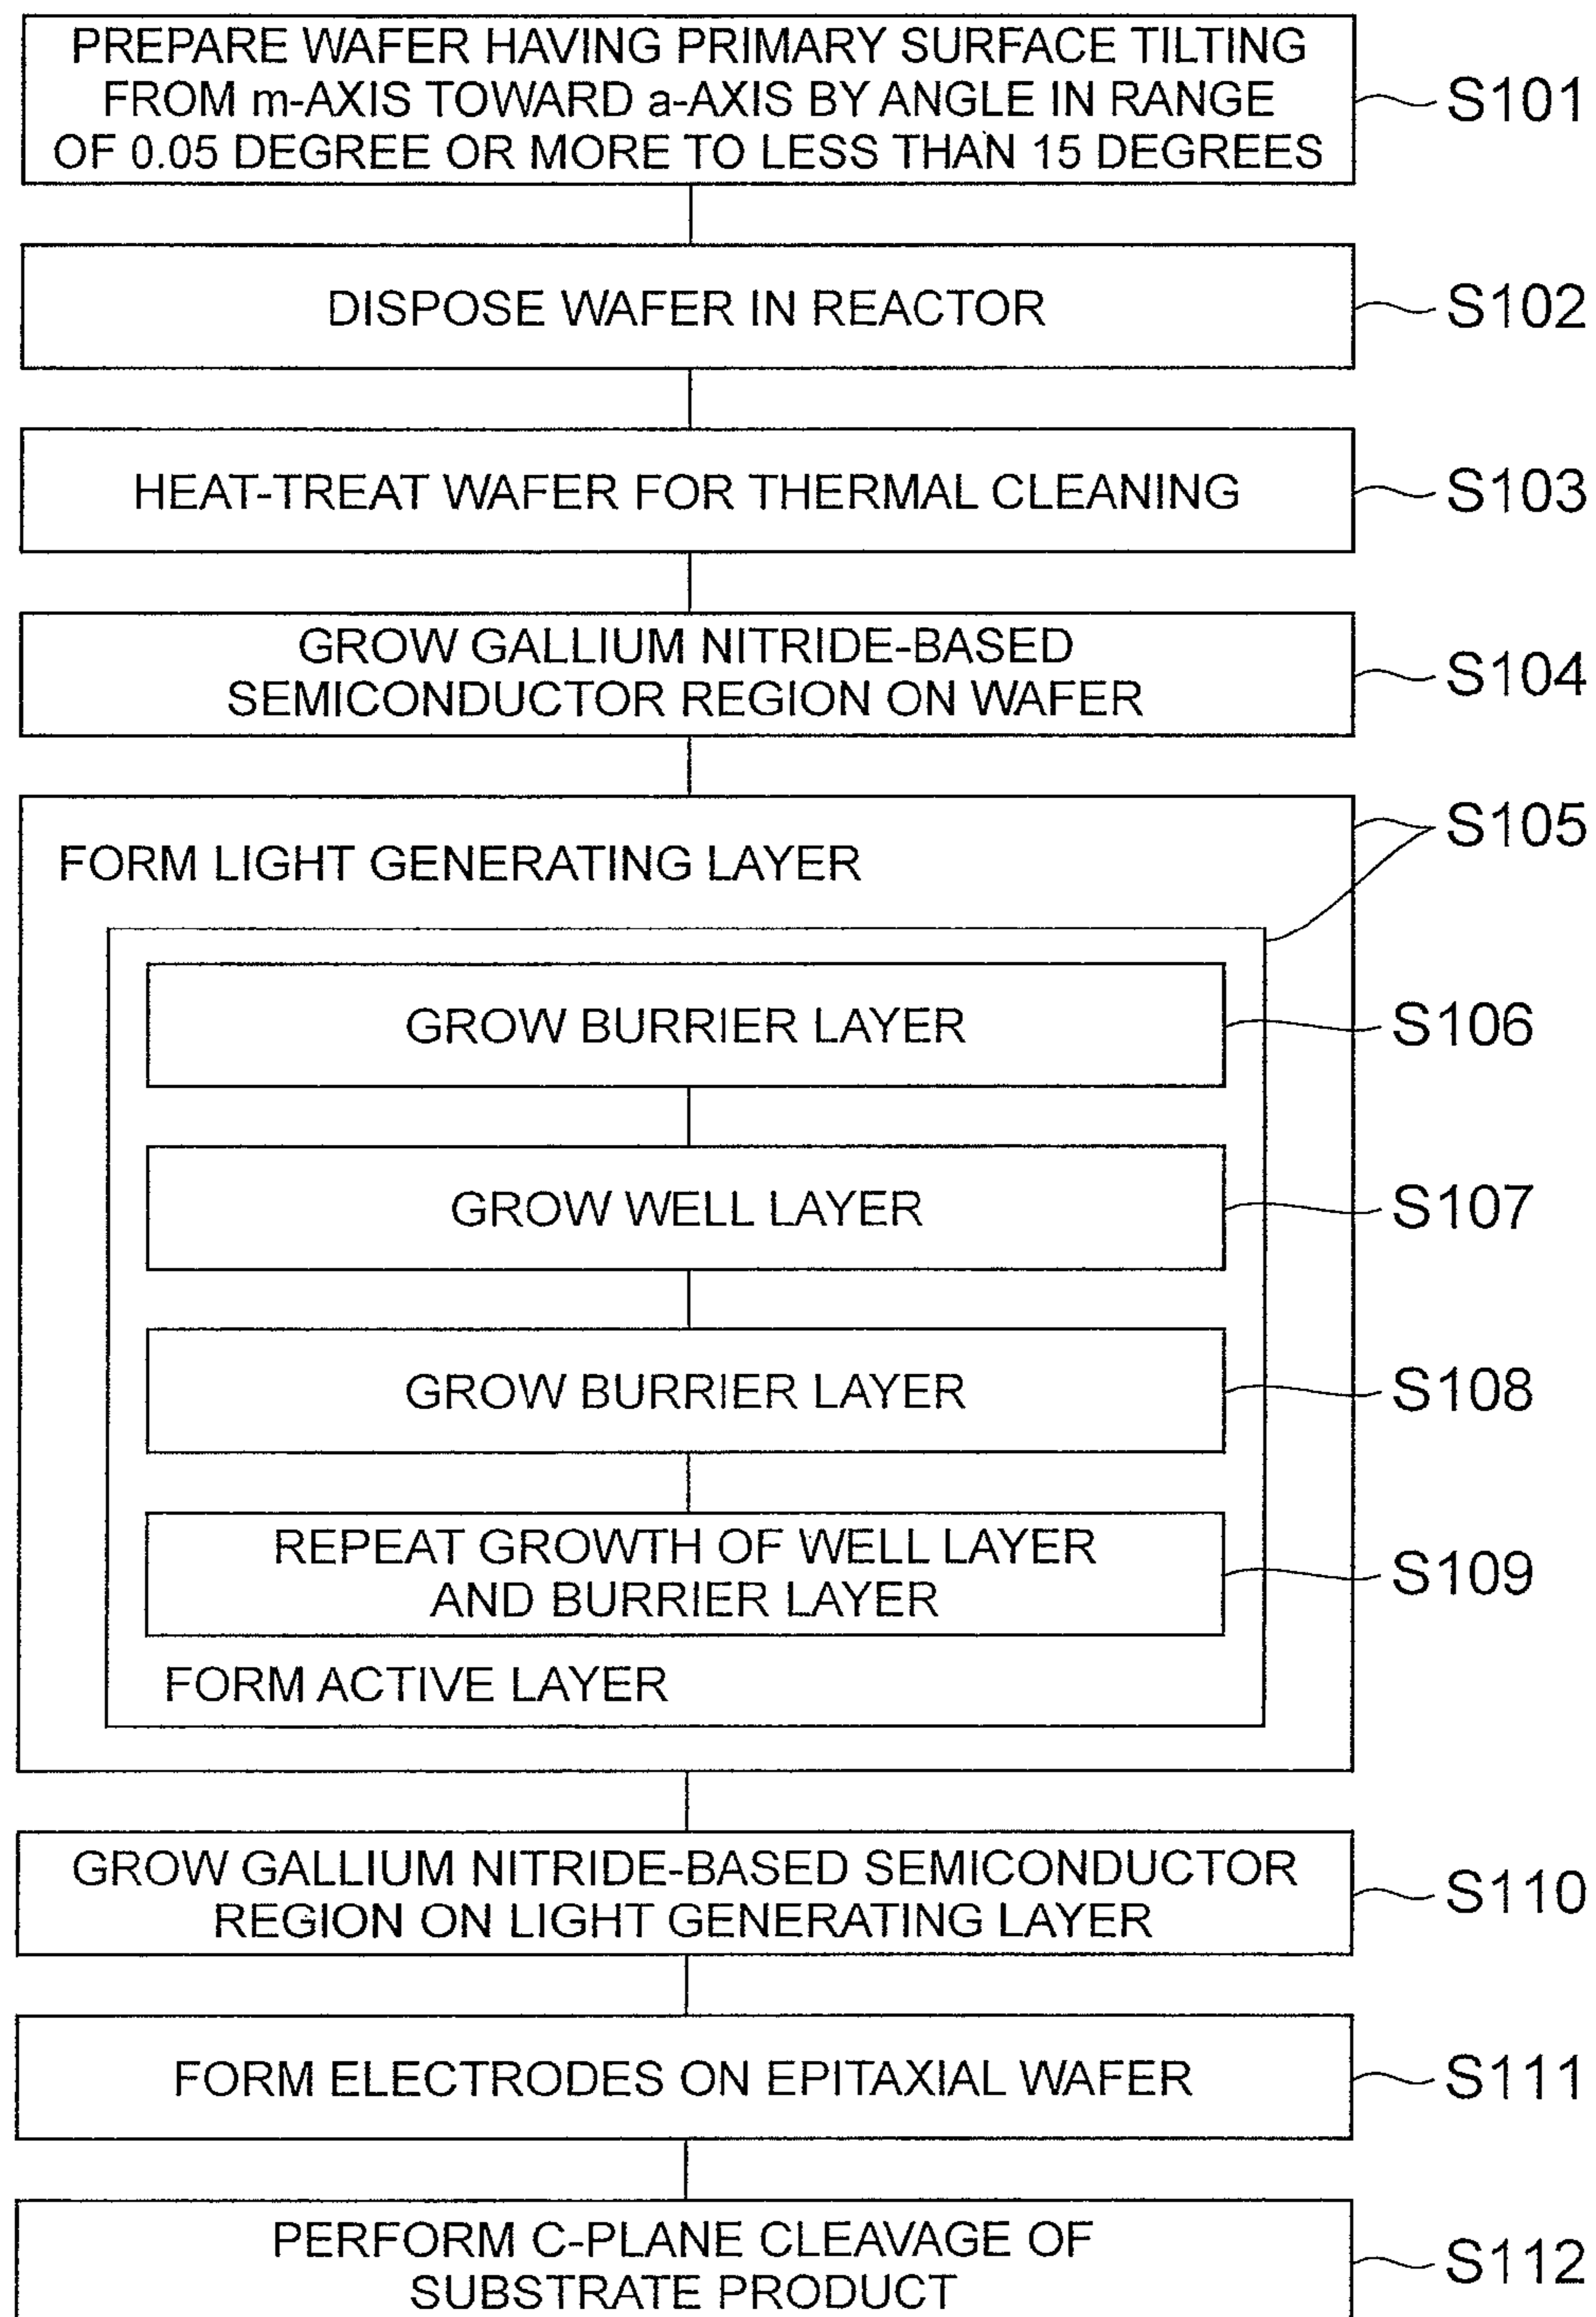 PREPARE WAFER HAVING PRIMARY SURFACE TILTING
FROM m-AXIS TOWARD a-AXIS BY ANGLE IN RANGE
OF 0.05 DEGREE OR MORE TO LESS THAN 15 DEGREES
S101
DISPOSE WAFER IN REACTOR
S102
HEAT-TREAT WAFER FOR THERMAL CLEANING
S103
GROW GALLIUM NITRIDE-BASED
SEMICONDUCTOR REGION ON WAFER
S104
S105
FORM LIGHT GENERATING LAYER
GROW BURRIER LAYER
S106
GROW WELL LAYER
S107
GROW BURRIER LAYER
S108
REPEAT GROWTH OF WELL LAYER
AND BURRIER LAYER
S109
FORM ACTIVE LAYER
GROW GALLIUM NITRIDE-BASED SEMICONDUCTOR
REGION ON LIGHT GENERATING LAYER
S110
FORM ELECTRODES ON EPITAXIAL WAFER
S111
PERFORM C-PLANE CLEAVAGE OF
SUBSTRATE PRODUCT
S112